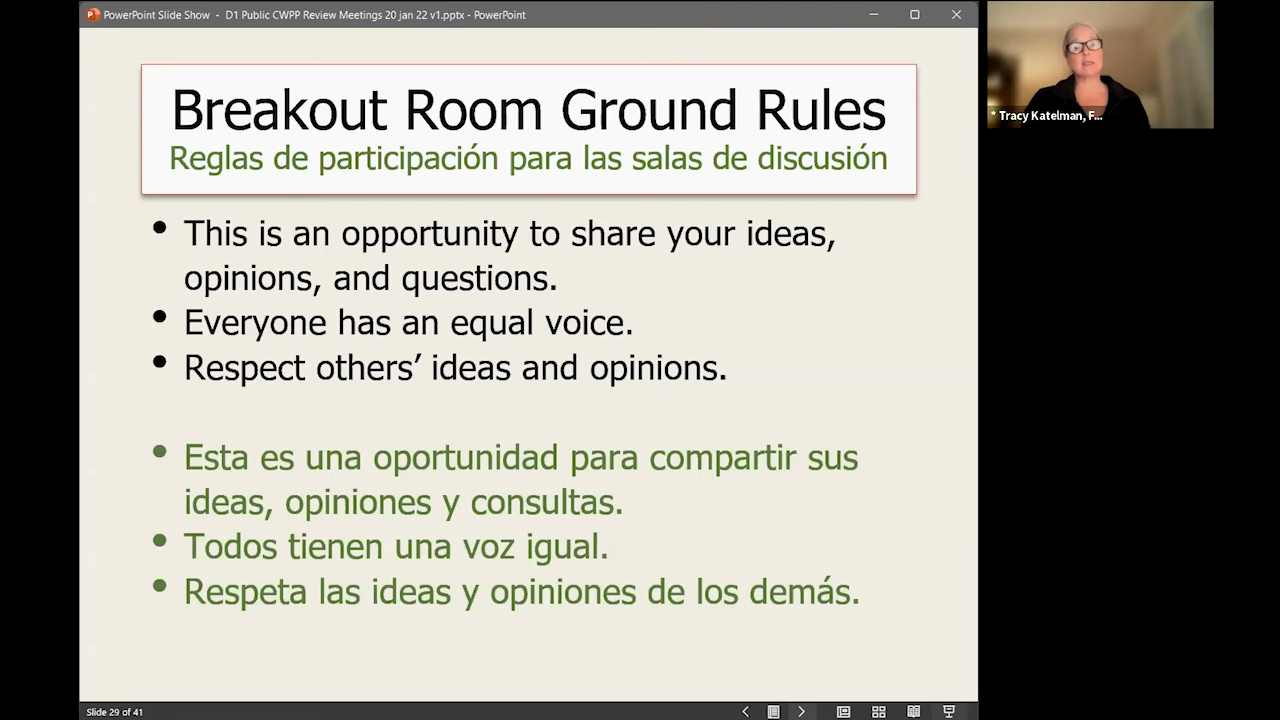 PowerPoint Slide Show - D1 Public CWPP Review Meetings 20 jan 22 v1.pptx - PowerPoint
* Tracy Katelman, F...
Breakout Room Ground Rules
Reglas de participación para las salas de discusión
• This is an opportunity to share your ideas,
opinions, and questions.
• Everyone has an equal voice.
• Respect others’ ideas and opinions.
• Esta es una oportunidad para compartir sus
ideas, opiniones y consultas.
• Todos tienen una voz igual.
• Respeta las ideas y opiniones de los demás.
Slide 29 of 41